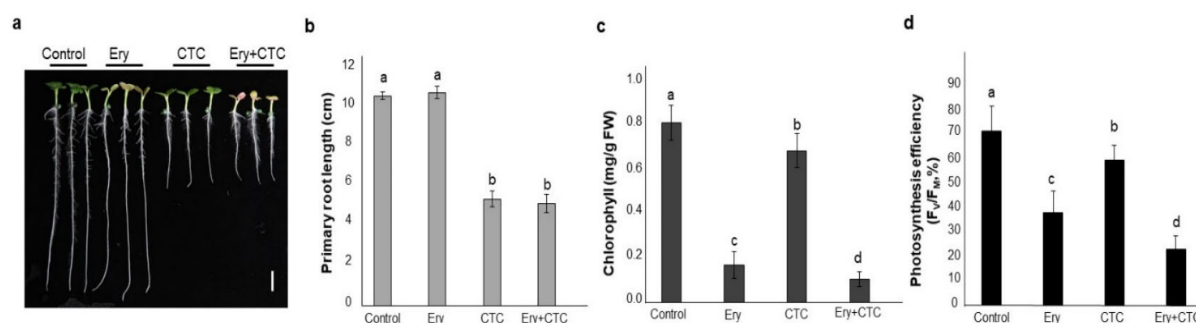 a
Control Ery CTC Ery+CTC
b
Primary root length (cm)
12
10
8
6
4
2
0
a
a
b
b
Control Ery CTC Ery+CTC
c
Chlorophyll (mg/g FW)
1.0
0.8
0.6
0.4
0.2
0.0
a
c
b
d
Control Ery CTC Ery+CTC
d
Photosynthesis efficiency
(FV/FM,%)
90
80
70
60
50
40
30
20
10
0
a
c
b
d
Control Ery CTC Ery+CTC